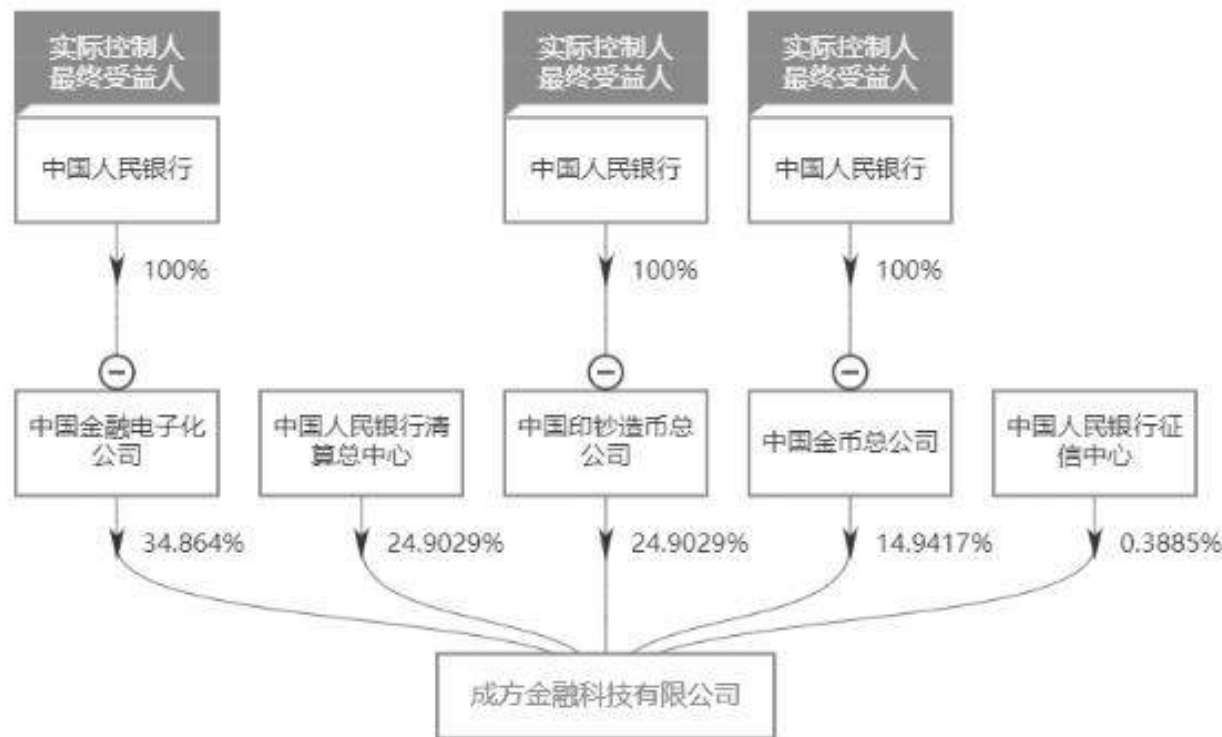 实际控制人
最终受益人
实际控制人
最终受益人
实际控制人
最终受益人
中国人民银行
中国人民银行
中国人民银行
100%
100%
100%
中国金融电子化
公司
中国人民银行清
算总中心
中国印钞造币总
公司
中国金币总公司
中国人民银行征
信中心
34.864%
24.9029%
24.9029%
14.9417%
0.3885%
成方金融科技有限公司